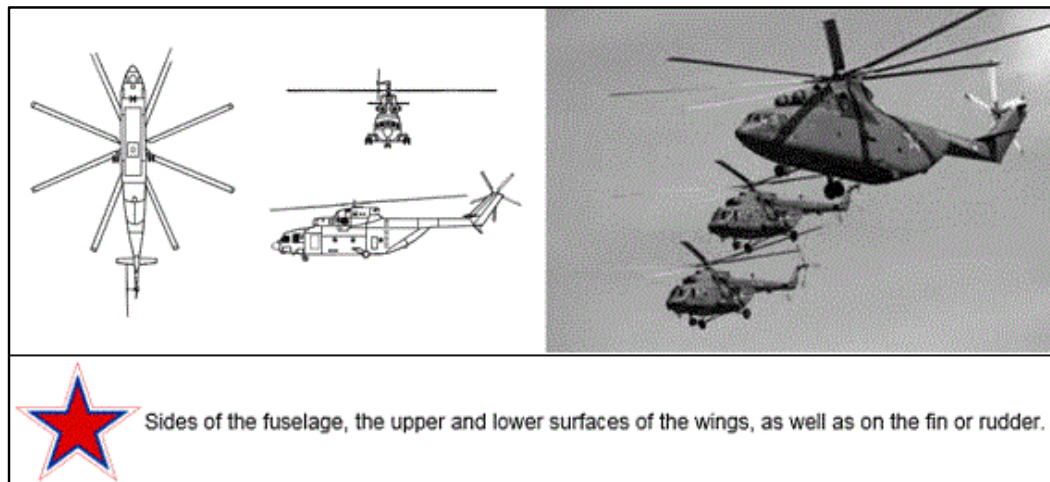 Sides of the fuselage, the upper and lower surfaces of the wings, as well as on the fin or rudder.